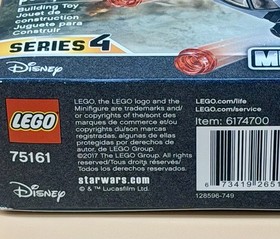 Building Toy
Jouet de
construction
Juguete para
Construir
SERIES 4
Disney
LEGO
75161
Disney
LEGO, the LEGO logo and the
Minifigure are trademarks and/
or copyrights of the/sont des
marques de commerce et/ou
copyrights du/son marcas
registradas, algunas de ellas
protegidas por derechos
de autor, de LEGO Group.
©2017 The LEGO Group. All
rights reserved/Tous droits
réservés/Todos los
derechos reservados.
starwars.com
© & ™ Lucasfilm Ltd.
LEGO.com/life
LEGO.com/service
Item: 6174700
6 73419 2651
128596-749